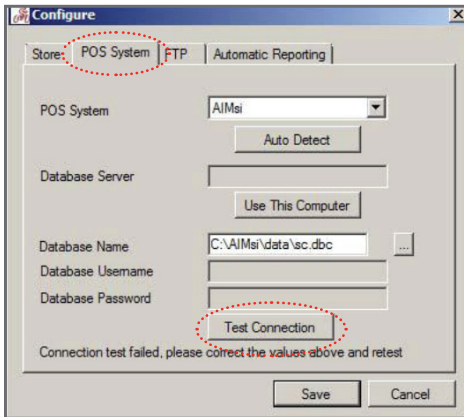 Configure
Store POS System FTP Automatic Reporting
POS System AIMsi
Auto Detect
Database Server
Use This Computer
Database Name C:\AIMsi\data\sc.dbc ...
Database Username
Database Password
Test Connection
Connection test failed, please correct the values above and retest
Save Cancel